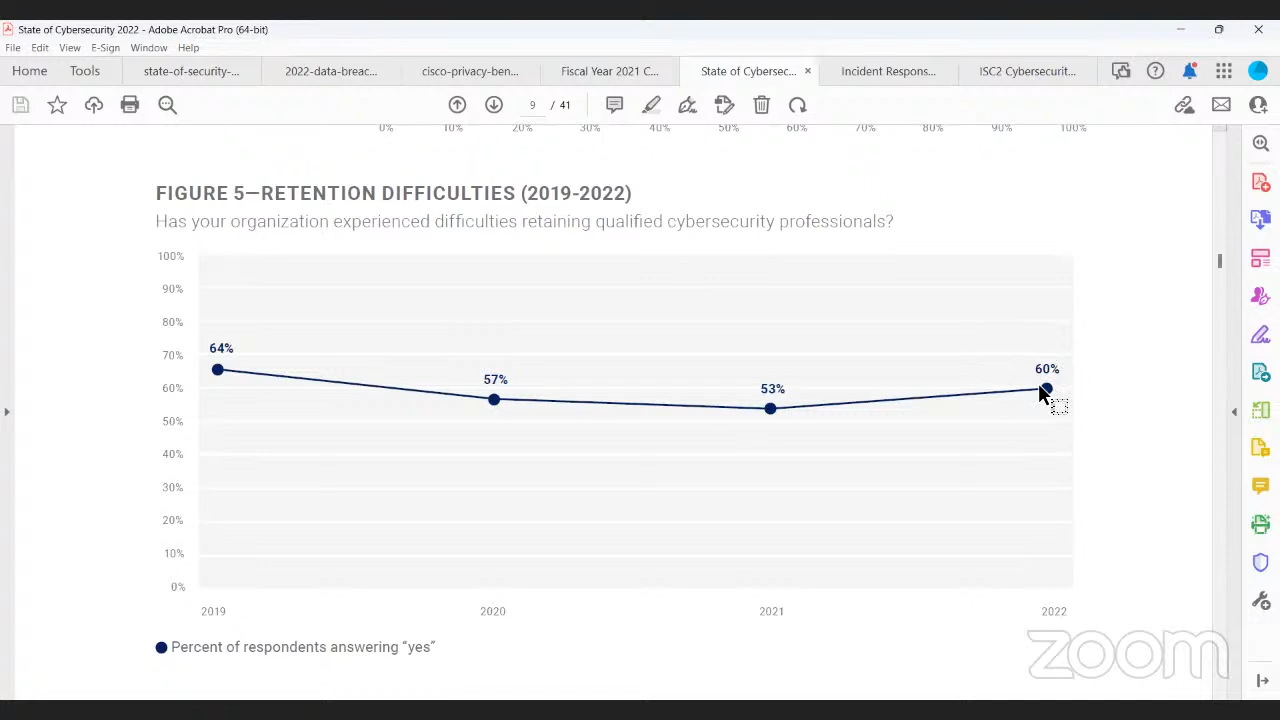 State of Cybersecurity 2022 - Adobe Acrobat Pro (64-bit)
File Edit View E-Sign Window Help
Home Tools state-of-security-... 2022-data-breac... cisco-privacy-ben... Fiscal Year 2021 C... State of Cybersec... × Incident Respons... ISC2 Cybersecurit...
9 / 41
0% 10% 20% 30% 40% 50% 60% 70% 80% 90% 100%
FIGURE 5—RETENTION DIFFICULTIES (2019-2022)
Has your organization experienced difficulties retaining qualified cybersecurity professionals?
100%
90%
80%
70%
60%
50%
40%
30%
20%
10%
0%
64%
57%
53%
60%
2019 2020 2021 2022
Percent of respondents answering “yes”
zoom